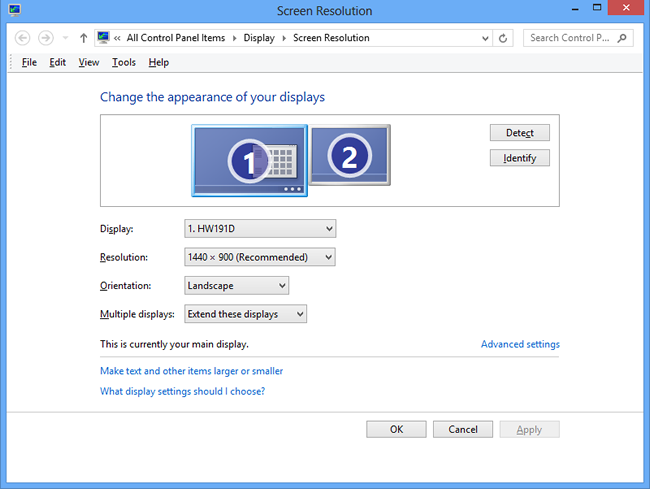 Screen Resolution
« All Control Panel Items Display Screen Resolution Search Control P...
File Edit View Tools Help
Change the appearance of your displays
1 2
Detect
Identify
Display: 1. HW191D
Resolution: 1440 × 900 (Recommended)
Orientation: Landscape
Multiple displays: Extend these displays
This is currently your main display. Advanced settings
Make text and other items larger or smaller
What display settings should I choose?
OK Cancel Apply